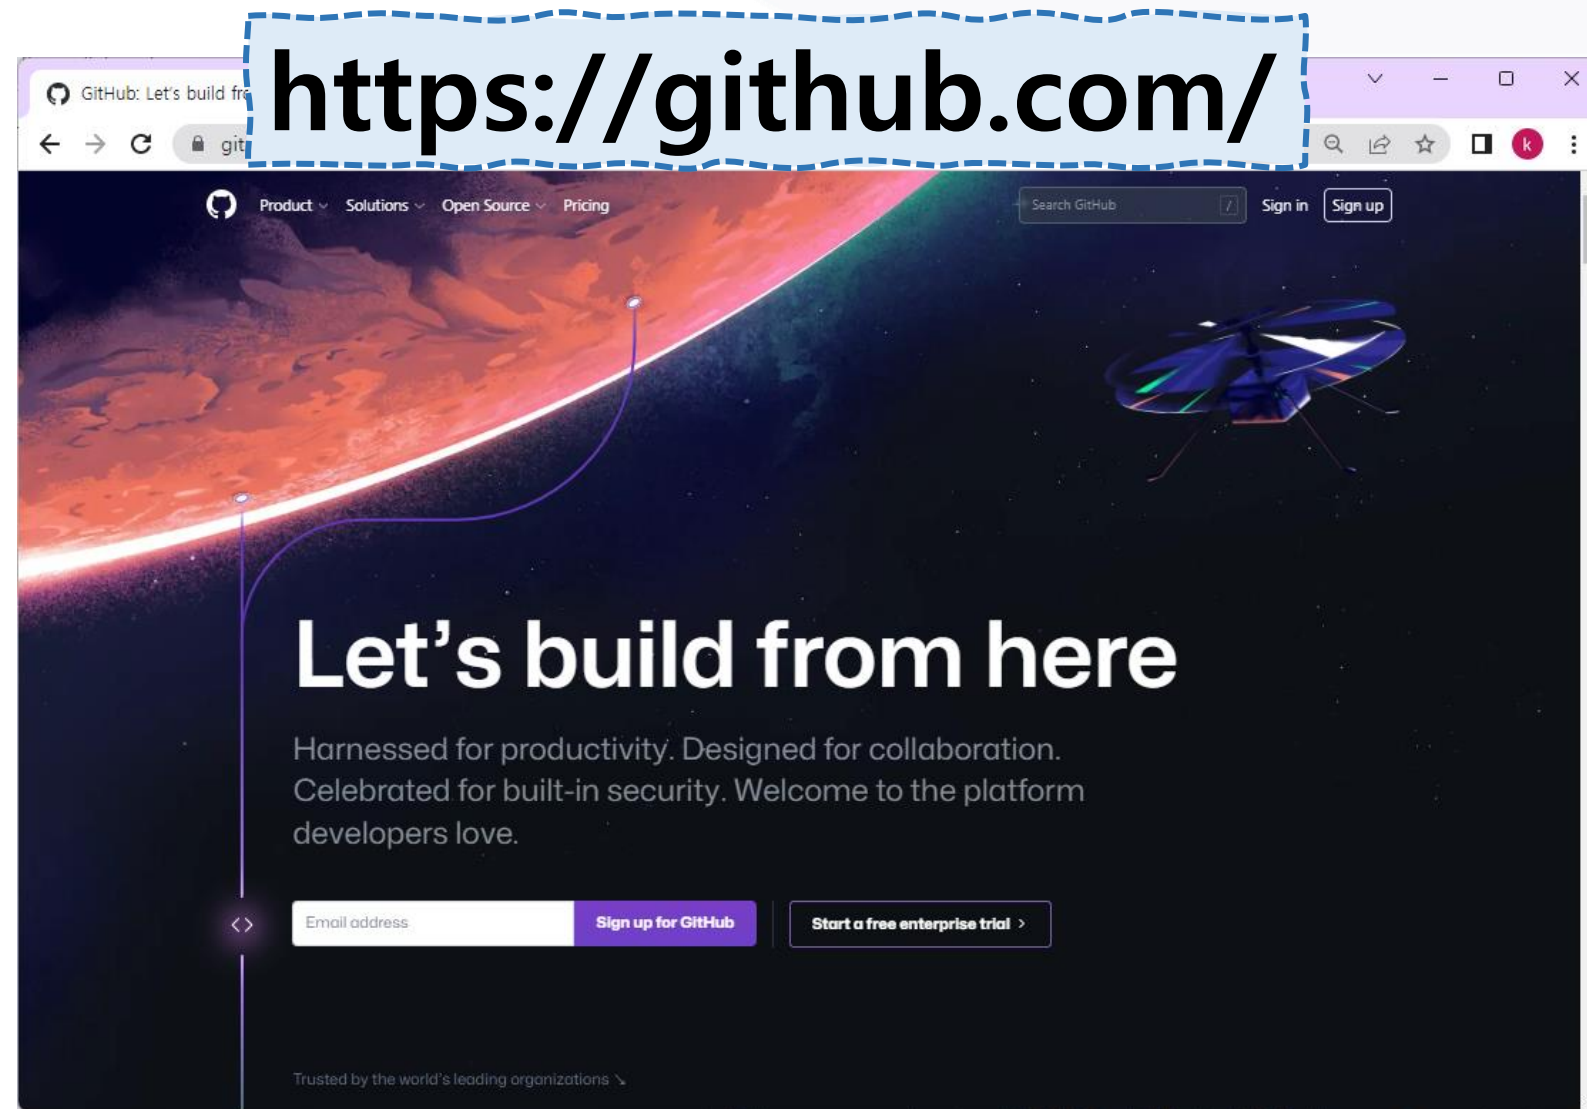 https://github.com/
GitHub: Let's build fre
git
Product Solutions Open Source Pricing
Search GitHub / Sign in Sign up
Let's build from here
Harnessed for productivity. Designed for collaboration.
Celebrated for built-in security. Welcome to the platform
developers love.
Email address Sign up for GitHub Start a free enterprise trial >
Trusted by the world's leading organizations ↘
k